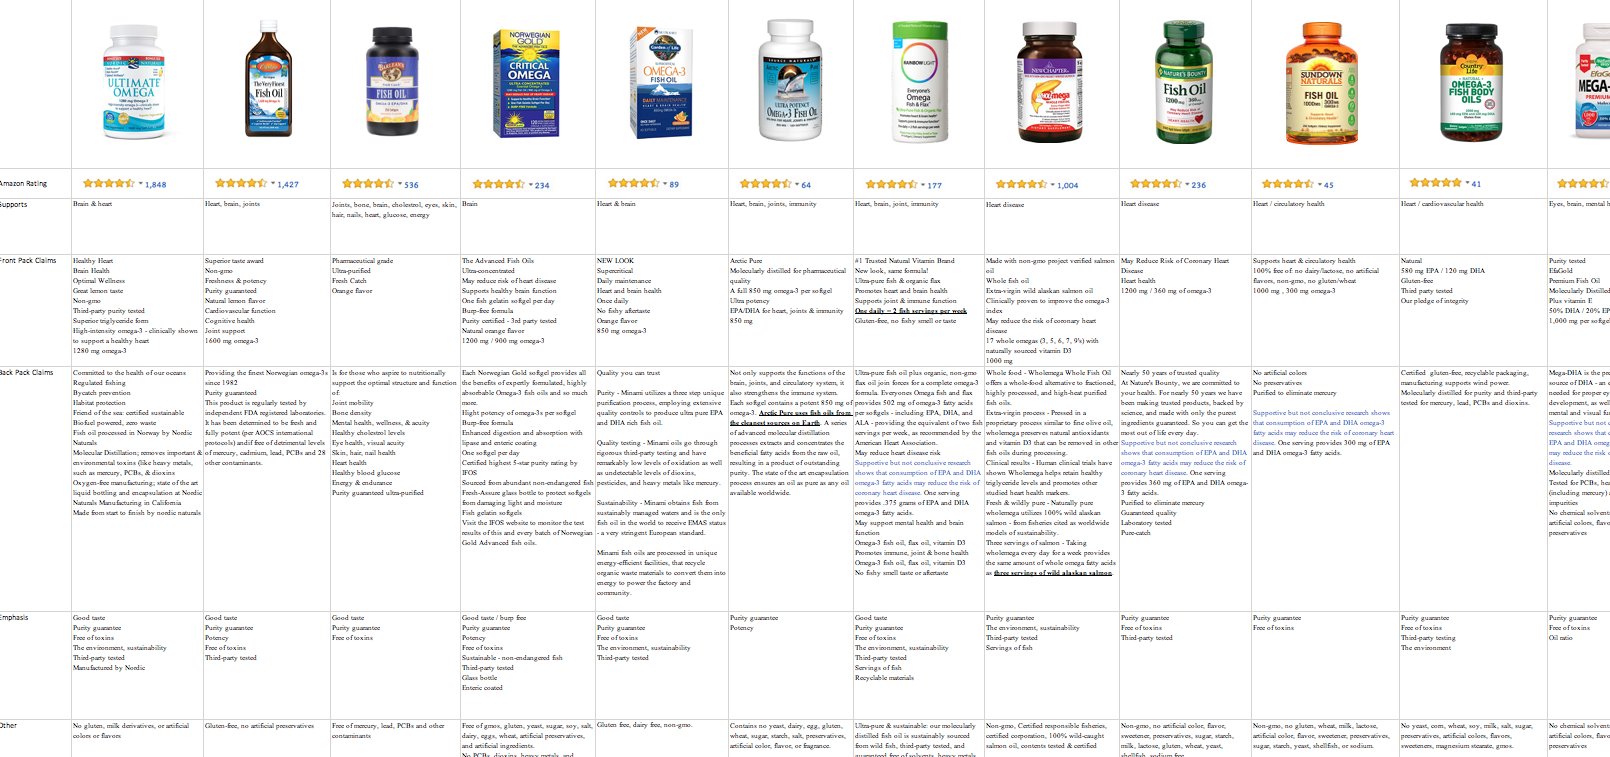 NORDIC NATURALS
ULTIMATE
OMEGA
Carlson
The Very Finest
Fish Oil
BARLEAN'S
FISH OIL
NORWEGIAN
GOLD
CRITICAL
OMEGA
Garden of Life
OMEGA-3
FISH OIL
DAILY MAINTENANCE
SOURCE NATURALS
Arctic Pure
ULTRA POTENCY
OMEGA-3 FISH OIL
RAINBOW LIGHT
Everyone's
Omega
Fish & Flax
NEWCHAPTER
Wholemega
NATURE'S BOUNTY
Fish Oil
1200 mg
SUNDOWN
NATURALS
FISH OIL
1000mg 300mg
Country
Life
OMEGA-3
FISH BODY
OILS
EfaGold
MEGA-
PREMIUM
Amazon Rating
1,848
1,427
536
234
89
64
177
1,004
236
45
41
Supports
Brain & heart
Heart, brain, joints
Joints, bone, brain, cholestrol, eyes, skin,
hair, nails, heart, glucose, energy
Brain
Heart & brain
Heart, brain, joints, immunity
Heart, brain, joint, immunity
Heart disease
Heart disease
Heart / circulatory health
Heart / cardiovascular health
Eyes, brain, mental h
Front Pack Claims
Healthy Heart
Brain Health
Optimal Wellness
Great lemon taste
Non-gmo
Third-party purity tested
Superior triglyceride form
High-intensity omega-3 - clinically shown
to support a healthy heart
1280 mg omega-3
Superior taste award
Non-gmo
Freshness & potency
Purity guaranteed
Natural lemon flavor
Cardiovascular function
Cognitive health
Joint support
1600 mg omega-3
Pharmaceutical grade
Ultra-purified
Fresh Catch
Orange flavor
The Advanced Fish Oils
Ultra-concentrated
May reduce risk of heart disease
Supports healthy brain function
One fish gelatin softgel per day
Burp-free formula
Purity certified - 3rd party tested
Natural orange flavor
1200 mg / 900 mg omega-3
NEW LOOK
Supercritical
Daily maintenance
Heart and brain health
Once daily
No fishy aftertaste
Orange flavor
850 mg omega-3
Arctic Pure
Molecularly distilled for pharmaceutical
quality
A full 850 mg omega-3 per softgel
Ultra potency
EPA/DHA for heart, joints & immunity
850 mg
#1 Trusted Natural Vitamin Brand
New look, same formula!
Ultra-pure fish & organic flax
Promotes heart and brain health
Supports joint & immune function
One daily = 2 fish servings per week
Gluten-free, no fishy smell or taste
Made with non-gmo project verified salmon
oil
Whole fish oil
Extra-virgin wild alaskan salmon oil
Clinically proven to improve the omega-3
index
May reduce the risk of coronary heart
disease
17 whole omegas (3, 5, 6, 7, 9's) with
naturally sourced vitamin D3
1000 mg
May Reduce Risk of Coronary Heart
Disease
Heart health
1200 mg / 360 mg of omega-3
Supports heart & circulatory health
100% free of: no dairy/lactose, no artificial
flavors, non-gmo, no gluten/wheat
1000 mg , 300 mg omega-3
Natural
580 mg EPA / 120 mg DHA
Gluten-free
Third party tested
Our pledge of integrity
Purity tested
EfaGold
Premium Fish Oil
Molecularly Distilled
Plus vitamin E
50% DHA / 20% EP
1,000 mg per softgel
Back Pack Claims
Committed to the health of our oceans
Regulated fishing
Bycatch prevention
Habitat protection
Friend of the sea: certified sustainable
Biofuel powered, zero waste
Fish oil processed in Norway by Nordic
Naturals
Molecular Distillation; removes important &
environmental toxins (like heavy metals,
such as mercury, PCBs, & dioxins
Oxygen-free manufacturing; state of the art
liquid bottling and encapsulation at Nordic
Naturals Manufacturing in California
Made from start to finish by nordic naturals
Providing the finest Norwegian omega-3s
since 1982
Purity Guaranteed
This product is regularly tested by
independent FDA registered laboratories.
It has been determined to be fresh and
fully potent (per AOCS international
protocols) andif free of detrimental levels
of mercury, cadmium, lead, PCBs and 28
other contaminants.
Is for those who aspire to nutritionally
support the optimal structure and function
of
Joint mobility
Bone density
Mental health, wellness, & acuity
Healthy cholestrol levels
Eye health, visual acuity
Skin, hair, nail health
Heart health
Healthy blood glucose
Energy & endurance
Purity guaranteed ultra-purified
Each Norwegian Gold softgel provides all
the benefits of expertly formulated, highly
absorbable Omega-3 fish oils and so much
more.
Hight potency of omega-3s per softgel
Burp-free formula
Enhanced digestion and absorption with
lipase and enteric coating
One softgel per day
Certified highest 5-star purity rating by
IFOS
Sourced from abundant non-endangered fish
Fresh-Assure glass bottle to protect softgels
from damaging light and moisture
Fish gelatin softgels
Visit the IFOS website to monitor the test
results of this and every batch of Norwegian
Gold Advanced fish oils.
Quality you can trust
Purity - Minami utilizes a three step unique
purification process, employing extensive
quality controls to produce ultra pure EPA
and DHA rich fish oil.
Quality testing - Minami oils go through
rigorous third-party testing and have
remarkably low levels of oxidation as well
as undetectable levels of dioxins,
pesticides, and heavy metals like mercury.
Sustainability - Minami obtains fish from
sustainably managed waters and is the only
fish oil in the world to receive EMAS status
- a very stringent European standard.
Minami fish oils are processed in unique
energy-efficient facilities, that recycle
organic waste materials to convert them into
energy to power the factory and
community.
Not only supports the functions of the
brain, joints, and circulatory system, it
also strengthens the immune system.
Each softgel contains a potent 850 mg of
omega-3. Arctic Pure uses fish oils from
the cleanest sources on Earth. A series
of advanced molecular distillation
processes extracts and concentrates the
beneficial fatty acids from the raw oil,
resulting in a product of outstanding
purity. The state of the art encapsulation
process ensures an oil as pure as any oil
available worldwide.
Ultra-pure fish oil plus organic, non-gmo
flax oil join forces for a complete omega-3
formula. Everyone's Omega Fish & Flax
provides 502 mg of omega-3 fatty acids
per softgels - including EPA, DHA, and
ALA - providing the equivalent of two fish
servings per week, as recommended by the
American Heart Association.
May reduce heart disease risk
Supportive but not conclusive research
shows that consumption of EPA and DHA
omega-3 fatty acids may reduce the risk of
coronary heart disease. One serving
provides .375 grams of EPA and DHA
omega-3 fatty acids.
May support mental health and brain
function
Omega-3 fish oil, flax oil, vitamin D3
Promotes immune, joint & bone health
Omega-3 fish oil, flax oil, vitamin D3
No fishy smell taste or aftertaste
Whole food - Wholemega Whole Fish Oil
offers a whole-food alternative to fractioned,
highly processed, and high-heat purified
fish oils.
Extra-virgin process - Pressed in a
proprietary process similar to fine olive oil,
wholemega preserves natural antioxidants
and vitamin D3 that can be removed in other
fish oils during processing.
Clinical results - Human clinical trials have
shown Wholemega helps retain healthy
triglyceride levels and promotes other
studied heart health markers.
Fresh & wildly pure - Naturally pure
wholemega utilizes 100% wild alaskan
salmon - from fisheries cited as worldwide
models of sustainability.
Three servings of salmon - Taking
wholemega every day for a week provides
the same amount of whole omega fatty acids
as three servings of wild alaskan salmon.
Nearly 50 years of trusted quality
At Nature's Bounty, we are committed to
your health. For nearly 50 years we have
been making trusted products, backed by
science, and made with only the purest
ingredients guaranteed. So you can get the
most out of life every day.
Supportive but not conclusive research
shows that consumption of EPA and DHA
omega-3 fatty acids may reduce the risk of
coronary heart disease. One serving
provides 360 mg of EPA and DHA omega-
3 fatty acids.
Purified to eliminate mercury
Guaranteed quality
Laboratory tested
Pure-catch
No artificial colors
No preservatives
Purified to eliminate mercury
Supportive but not conclusive research shows
that consumption of EPA and DHA omega-3
fatty acids may reduce the risk of coronary heart
disease. One serving provides 300 mg of EPA
and DHA omega-3 fatty acids.
Certified gluten-free, recyclable packaging,
manufacturing supports wind power.
Molecularly distilled for purity and third-party
tested for mercury, lead, PCBs, and dioxins.
Mega-DHA is the pre
source of DHA - an e
needed for proper ey
development, as well
mental and visual fun
Supportive but not c
research shows that c
EPA and DHA omega
may reduce the risk o
disease.
Molecularly distilled
Tested for PCBs, hea
(including mercury) a
impurities
No chemical solvents
artificial colors, flavo
preservatives
Emphasis
Good taste
Purity guarantee
Free of toxins
The environment, sustainability
Third-party tested
Manufactured by Nordic
Good taste
Purity guarantee
Potency
Free of toxins
Third-party tested
Good taste
Purity guarantee
Free of toxins
Good taste / burp free
Purity guarantee
Potency
Free of toxins
Sustainable - non-endangered fish
Third-party tested
Glass bottle
Enteric coated
Good taste
Purity guarantee
Free of toxins
The environment, sustainability
Third-party tested
Purity guarantee
Potency
Good taste
Purity guarantee
Free of toxins
The environment, sustainability
Third-party tested
Servings of fish
Recyclable materials
Purity guarantee
The environment, sustainability
Third-party tested
Servings of fish
Purity guarantee
Free of toxins
Third-party tested
Purity guarantee
Free of toxins
Purity guarantee
Free of toxins
Third-party testing
The environment
Purity guarantee
Free of toxins
Oil ratio
Other
No gluten, milk derivatives, or artificial
colors or flavors
Gluten-free, no artificial preservatives
Free of mercury, lead, PCBs and other
contaminants
Free of gmos, gluten, yeast, sugar, soy, salt,
dairy, eggs, wheat, artificial preservatives,
and artificial ingredients.
No PCBs, dioxins, heavy metals, and
Gluten free, dairy free, non-gmo.
Contains no yeast, dairy, egg, gluten,
wheat, sugar, starch, salt, preservatives,
artificial color, flavor, or fragrance.
Ultra-pure & sustainable: our molecularly
distilled fish oil is sustainably sourced
from wild fish, third-party tested, and
guaranteed free of solvents, heavy metals
Non-gmo, Certified responsible fisheries,
certified corporation, 100% wild-caught
salmon oil, contents tested & certified
Non-gmo, no artificial color, flavor,
sweetener, preservatives, sugar, starch,
milk, lactose, gluten, wheat, yeast,
shellfish, sodium free
Non-gmo, no gluten, wheat, milk, lactose,
artificial color, flavor, sweetener, preservatives,
sugar, starch, yeast, shellfish, or sodium.
No yeast, corn, wheat, soy, milk, salt, sugar,
preservatives, artificial colors, flavors,
sweeteners, magnesium stearate, gmos.
No chemical solvents
artificial colors, flavo
preservatives